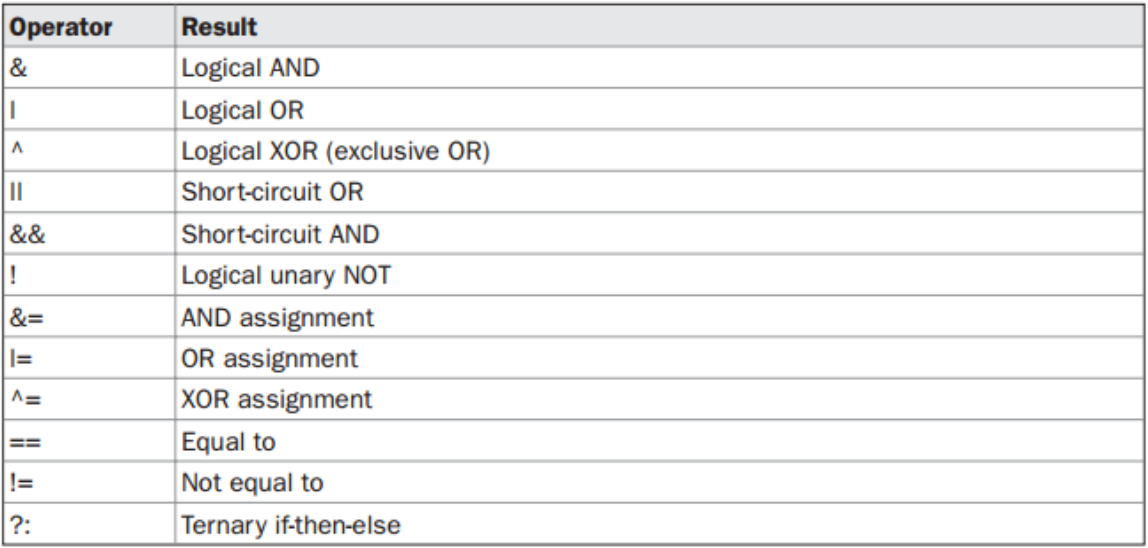 Operator Result
& Logical AND
| Logical OR
^ Logical XOR (exclusive OR)
|| Short-circuit OR
&& Short-circuit AND
! Logical unary NOT
&= AND assignment
|= OR assignment
^= XOR assignment
== Equal to
!= Not equal to
?: Ternary if-then-else